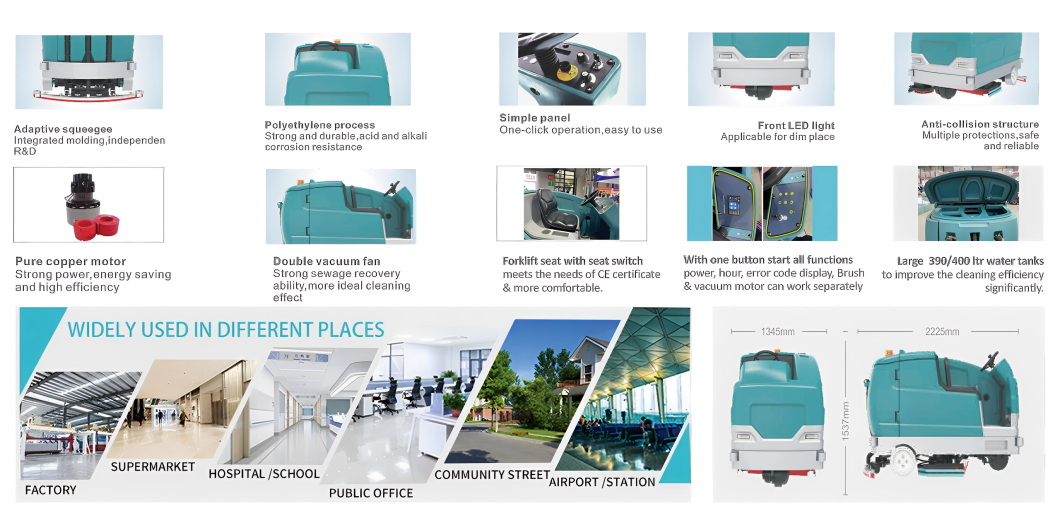 Adaptive squeegee
Integrated molding,independen
R&D
Polyethylene process
Strong and durable,acid and alkali
corrosion resistance
Simple panel
One-click operation,easy to use
Front LED light
Applicable for dim place
Anti-collision structure
Multiple protections,safe
and reliable
Pure copper motor
Strong power,energy saving
and high efficiency
Double vacuum fan
Strong sewage recovery
ability,more ideal cleaning
effect
Forklift seat with seat switch
meets the needs of CE certificate
& more comfortable.
With one button start all functions
power, hour, error code display, Brush
& vacuum motor can work separately
Large 390/400 ltr water tanks
to improve the cleaning efficiency
significantly.
WIDELY USED IN DIFFERENT PLACES
FACTORY
SUPERMARKET
HOSPITAL /SCHOOL
PUBLIC OFFICE
COMMUNITY STREET
AIRPORT /STATION
1345mm
2225mm
1537mm